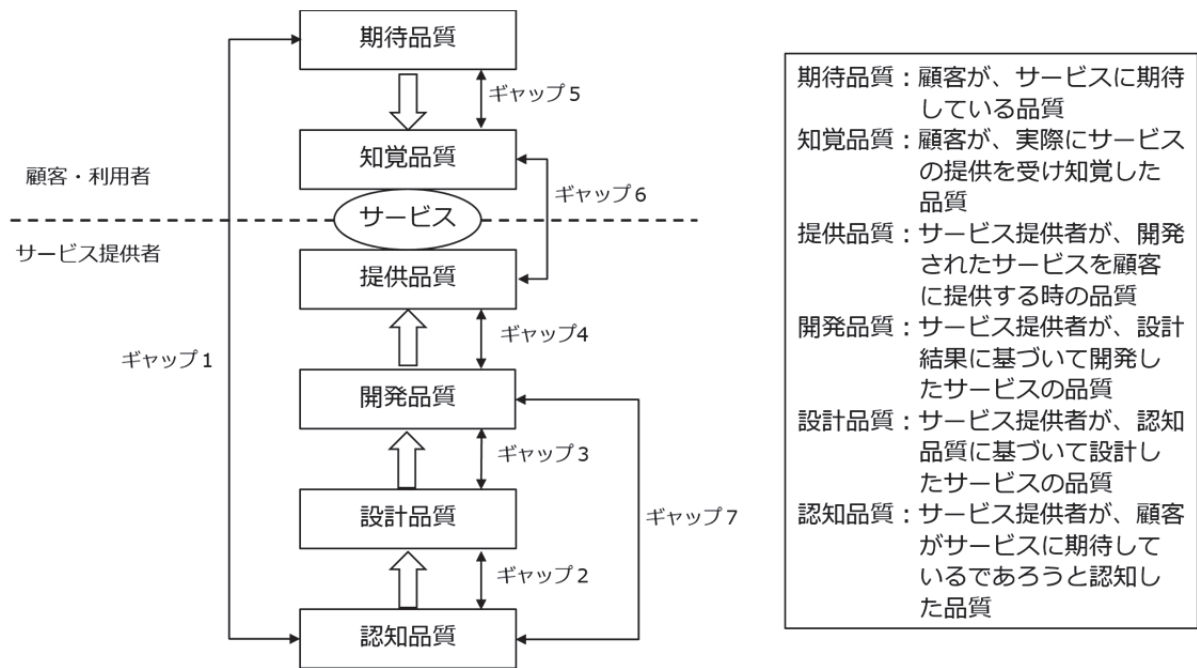 期待品質
ギャップ５
知覚品質
顧客・利用者
ギャップ６
サービス
サービス提供者
提供品質
ギャップ4
ギャップ１
開発品質
ギャップ３
設計品質
ギャップ７
ギャップ２
認知品質
期待品質：顧客が、サービスに期待
している品質
知覚品質：顧客が、実際にサービス
の提供を受け知覚した
品質
提供品質：サービス提供者が、開発
されたサービスを顧客
に提供する時の品質
開発品質：サービス提供者が、設計
結果に基づいて開発し
たサービスの品質
設計品質：サービス提供者が、認知
品質に基づいて設計し
たサービスの品質
認知品質：サービス提供者が、顧客
がサービスに期待して
いるであろうと認知し
た品質